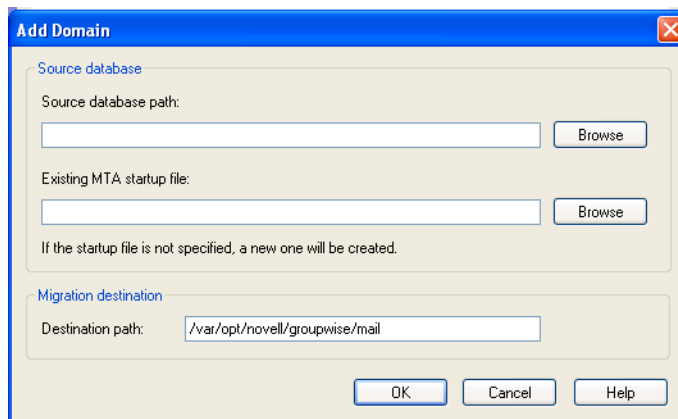 Add Domain
Source database
Source database path:
Browse
Existing MTA startup file:
Browse
If the startup file is not specified, a new one will be created.
Migration destination
Destination path: /var/opt/novell/groupwise/mail
OK Cancel Help